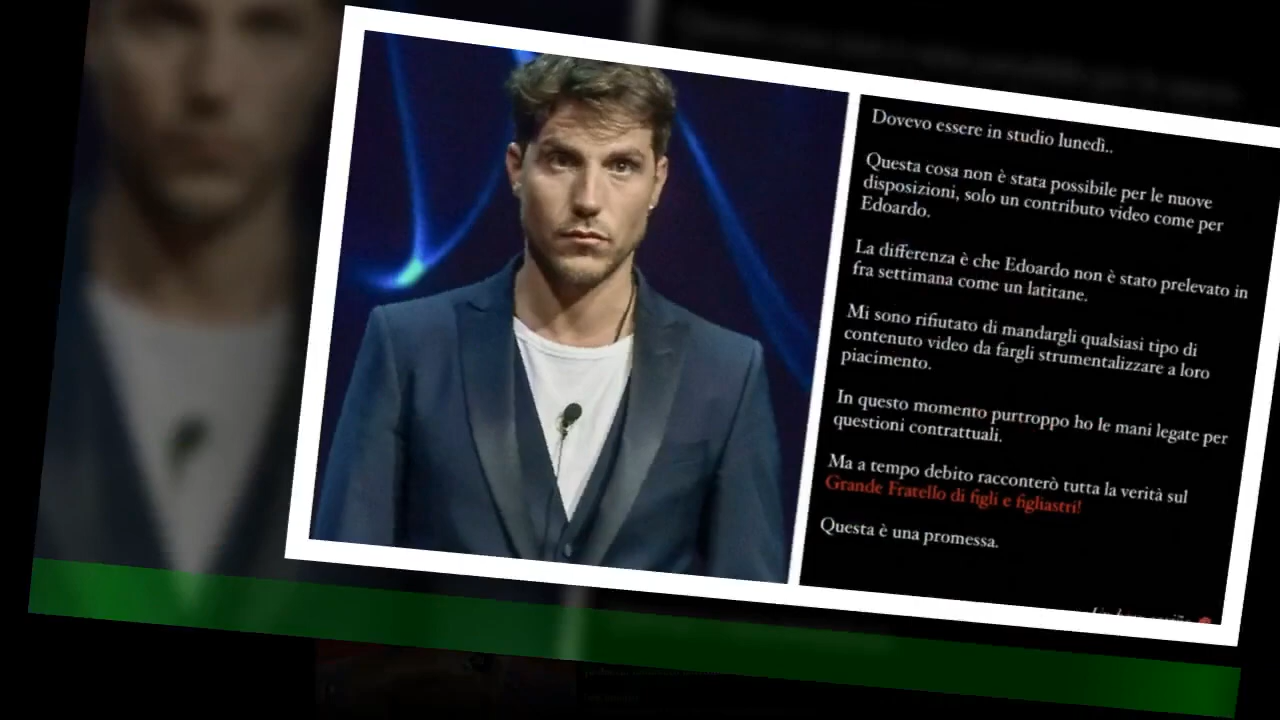 Dovevo essere in studio lunedì..
Questa cosa non è stata possibile per le nuove
disposizioni, solo un contributo video come per
Edoardo.
La differenza è che Edoardo non è stato prelevato in
fra settimana come un latitane.
Mi sono rifiutato di mandargli qualsiasi tipo di
contenuto video da fargli strumentalizzare a loro
piacimento.
In questo momento purtroppo ho le mani legate per
questioni contrattuali.
Ma a tempo debito racconterò tutta la verità sul
Grande Fratello di figli e figliastri!
Questa è una promessa.